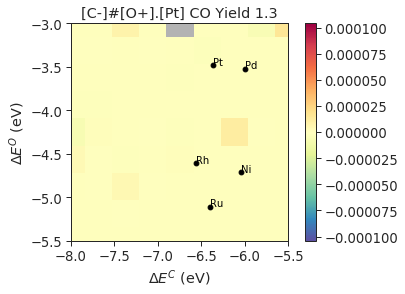 [C-]#[O+].[Pt] CO Yield 1.3
−3.0
−3.5
−4.0
−4.5
−5.0
−5.5
ΔE^O (eV)
Pt
Pd
Rh
Ni
Ru
−8.0 −7.5 −7.0 −6.5 −6.0 −5.5
ΔE^C (eV)
0.000100
0.000075
0.000050
0.000025
0.000000
−0.000025
−0.000050
−0.000075
−0.000100